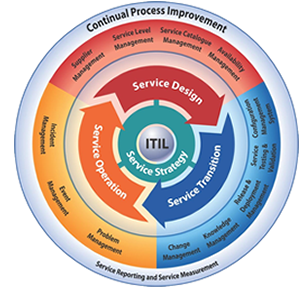 Continual Process Improvement
Supplier
Management
Service Level
Management
Service Catalogue
Management
Availability
Management
Service Design
ITIL
Service Strategy
Service Operation
Service Transition
Incident
Management
Event
Management
Problem
Management
Service
Configuration
Management
System
Service
Testing &
Validation
Release &
Deployment
Management
Knowledge
Management
Change
Management
Service Reporting and Service Measurement